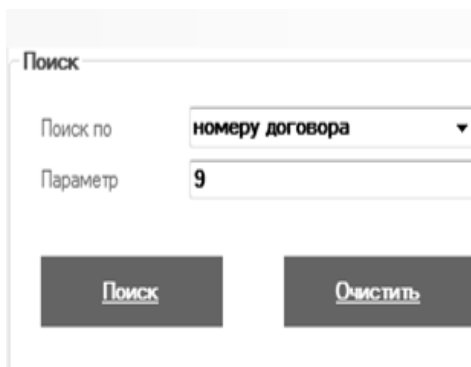 Поиск
Поиск по номеру договора
Параметр 9
Поиск Очистить